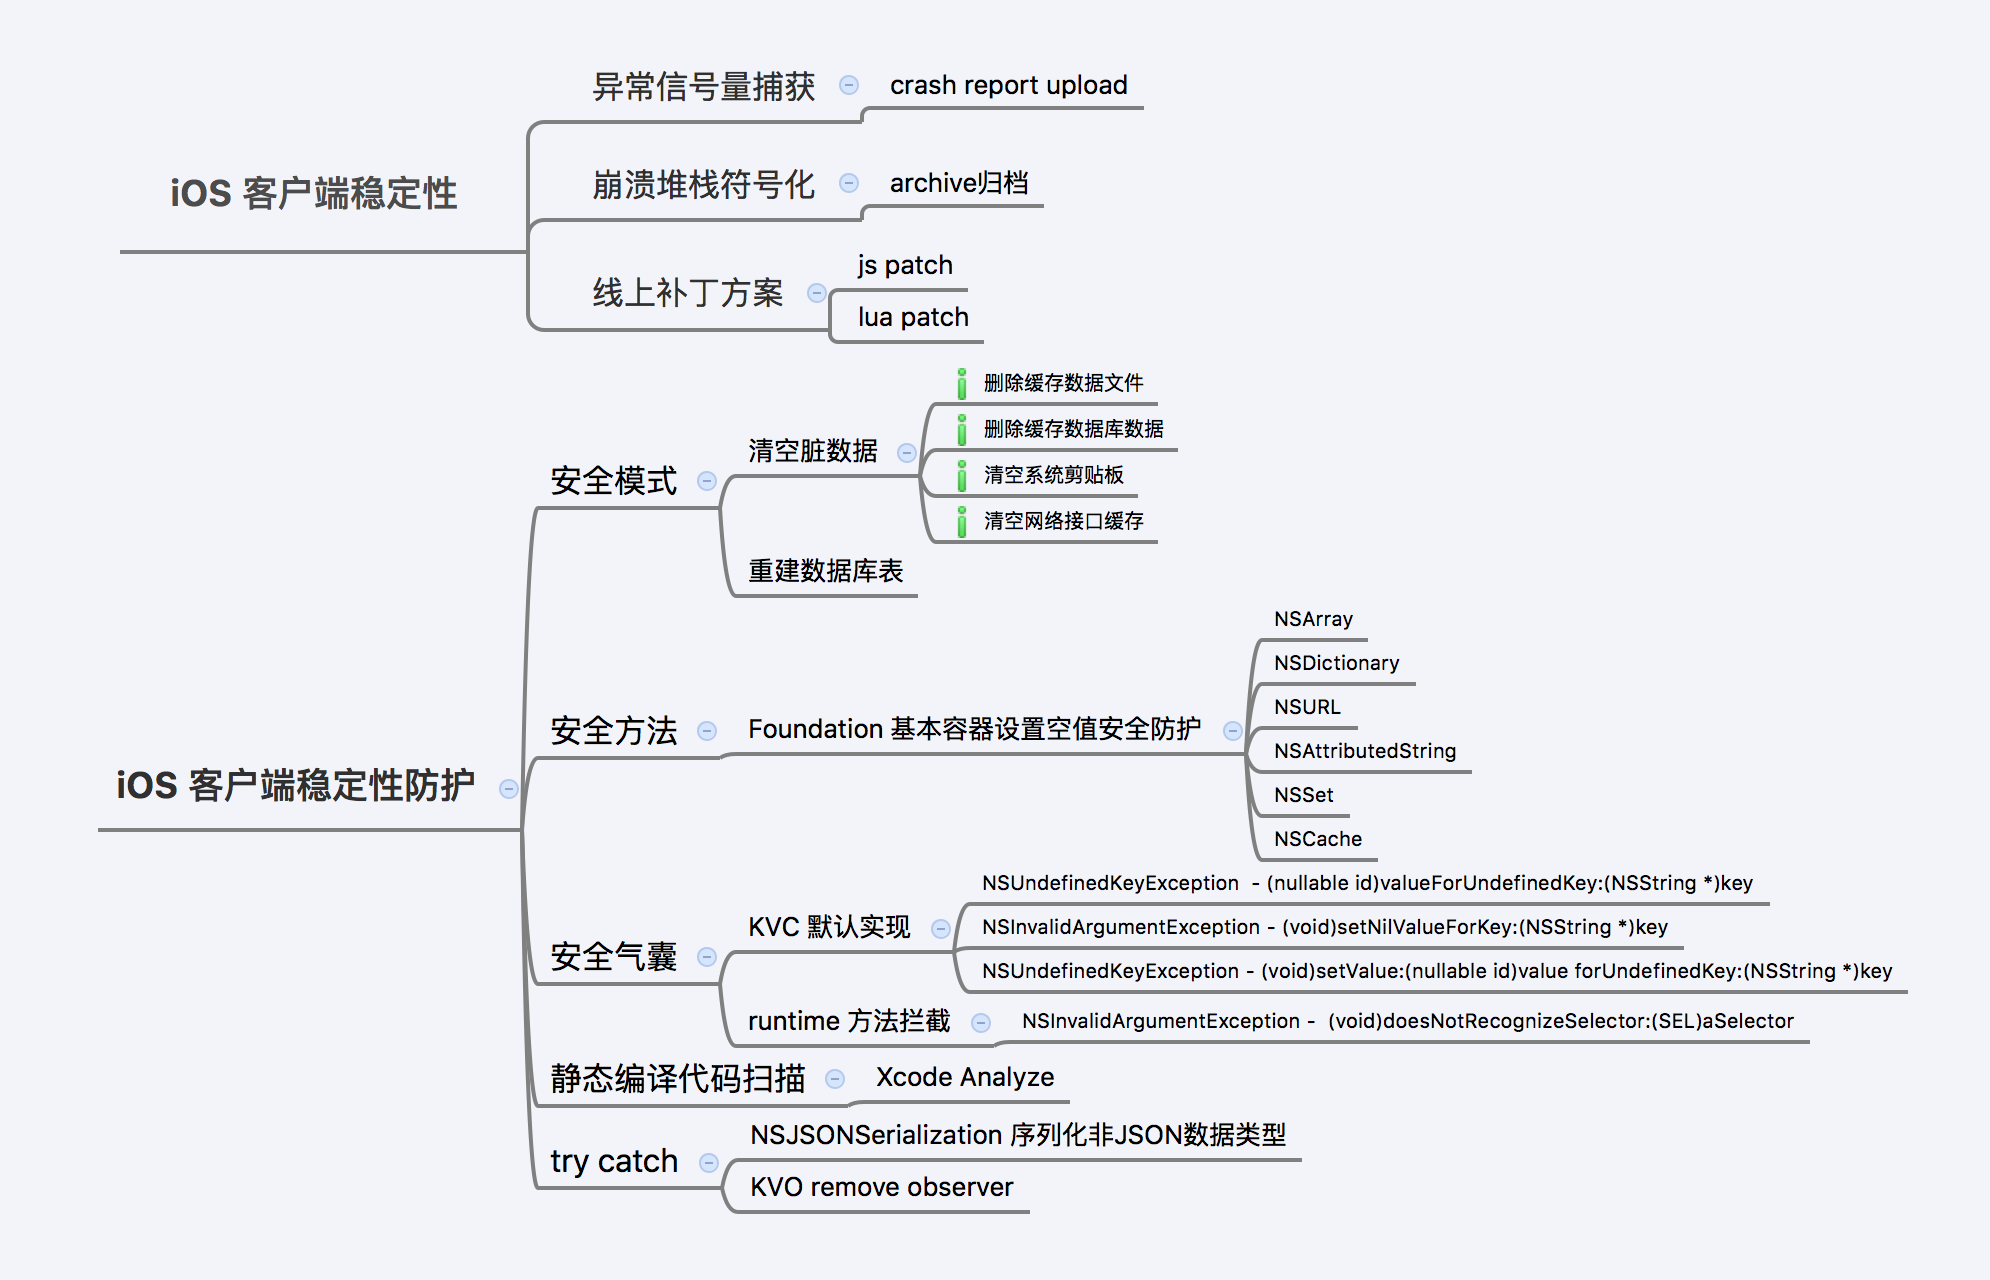 iOS 客户端稳定性
异常信号量捕获
crash report upload
崩溃堆栈符号化
archive归档
线上补丁方案
js patch
lua patch
iOS 客户端稳定性防护
安全模式
清空脏数据
删除缓存数据文件
删除缓存数据库数据
清空系统剪贴板
清空网络接口缓存
重建数据库表
安全方法
Foundation 基本容器设置空值安全防护
NSArray
NSDictionary
NSURL
NSAttributedString
NSSet
NSCache
安全气囊
KVC 默认实现
NSUndefinedKeyException - (nullable id)valueForUndefinedKey:(NSString *)key
NSInvalidArgumentException - (void)setNilValueForKey:(NSString *)key
NSUndefinedKeyException - (void)setValue:(nullable id)value forUndefinedKey:(NSString *)key
runtime 方法拦截
NSInvalidArgumentException - (void)doesNotRecognizeSelector:(SEL)aSelector
静态编译代码扫描
Xcode Analyze
try catch
NSJSONSerialization 序列化非JSON数据类型
KVO remove observer